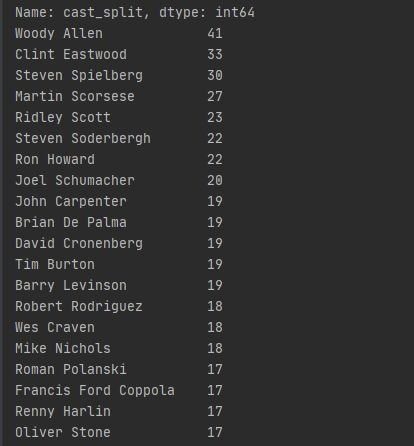 Name: cast_split, dtype: int64
Woody Allen 41
Clint Eastwood 33
Steven Spielberg 30
Martin Scorsese 27
Ridley Scott 23
Steven Soderbergh 22
Ron Howard 22
Joel Schumacher 20
John Carpenter 19
Brian De Palma 19
David Cronenberg 19
Tim Burton 19
Barry Levinson 19
Robert Rodriguez 18
Wes Craven 18
Mike Nichols 18
Roman Polanski 17
Francis Ford Coppola 17
Renny Harlin 17
Oliver Stone 17